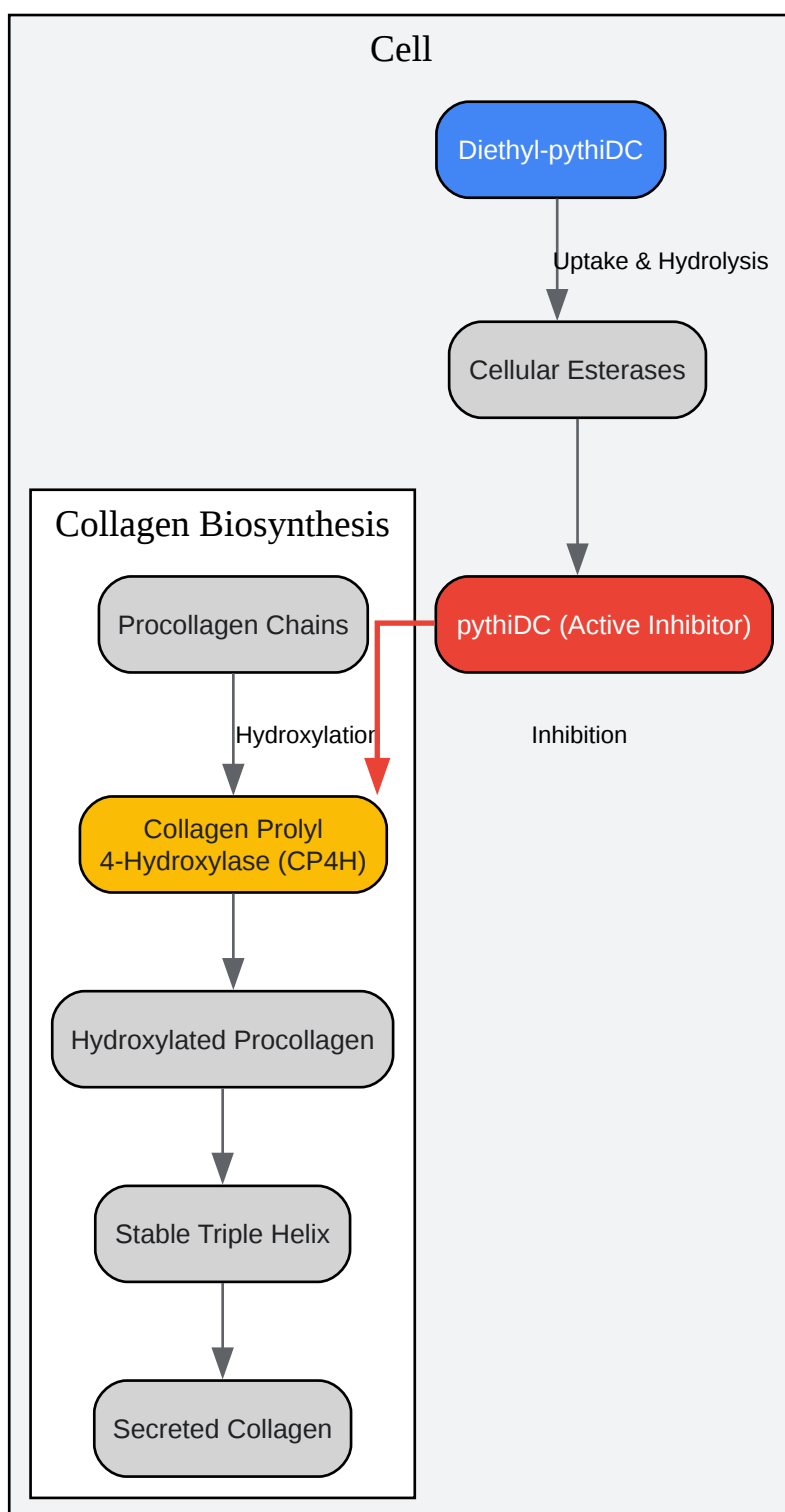 Cell
Diethyl-pythiDC
Uptake & Hydrolysis
Cellular Esterases
Collagen Biosynthesis
Procollagen Chains
pythiDC (Active Inhibitor)
Hydroxylation
Inhibition
Collagen Prolyl
4-Hydroxylase (CP4H)
Hydroxylated Procollagen
Stable Triple Helix
Secreted Collagen